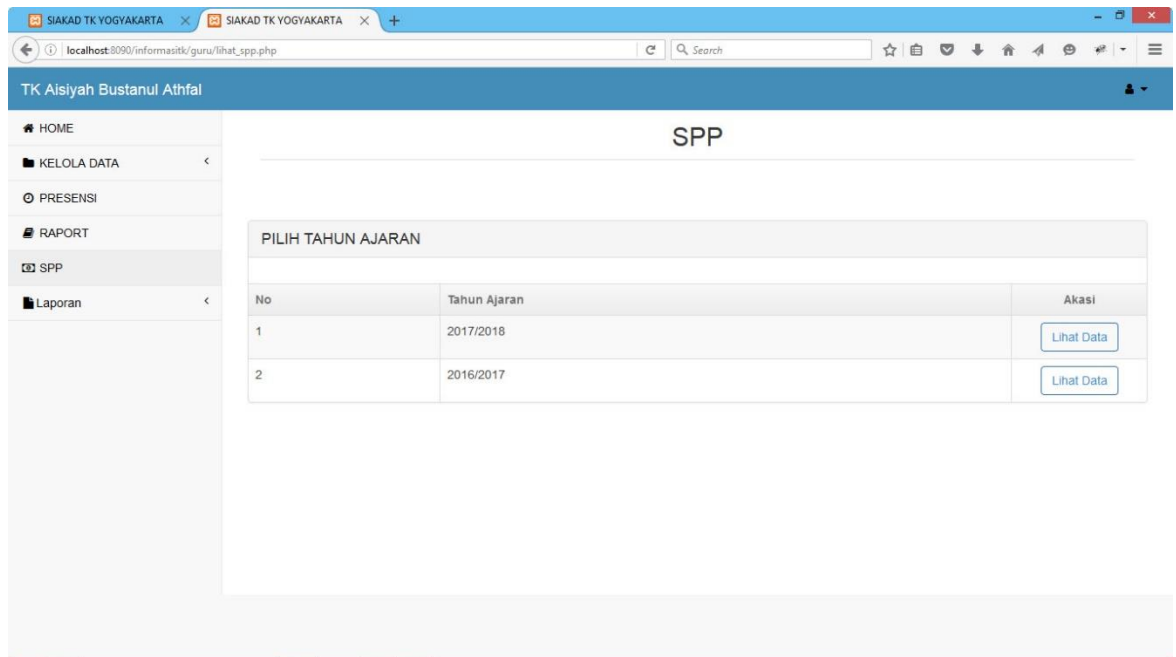 SIAKAD TK YOGYAKARTA SIAKAD TK YOGYAKARTA
localhost:8090/informasitk/guru/lihat_spp.php Search
TK Aisiyah Bustanul Athfal
HOME
KELOLA DATA
PRESENSI
RAPORT
SPP
Laporan
SPP
PILIH TAHUN AJARAN
No Tahun Ajaran Akasi
1 2017/2018 Lihat Data
2 2016/2017 Lihat Data